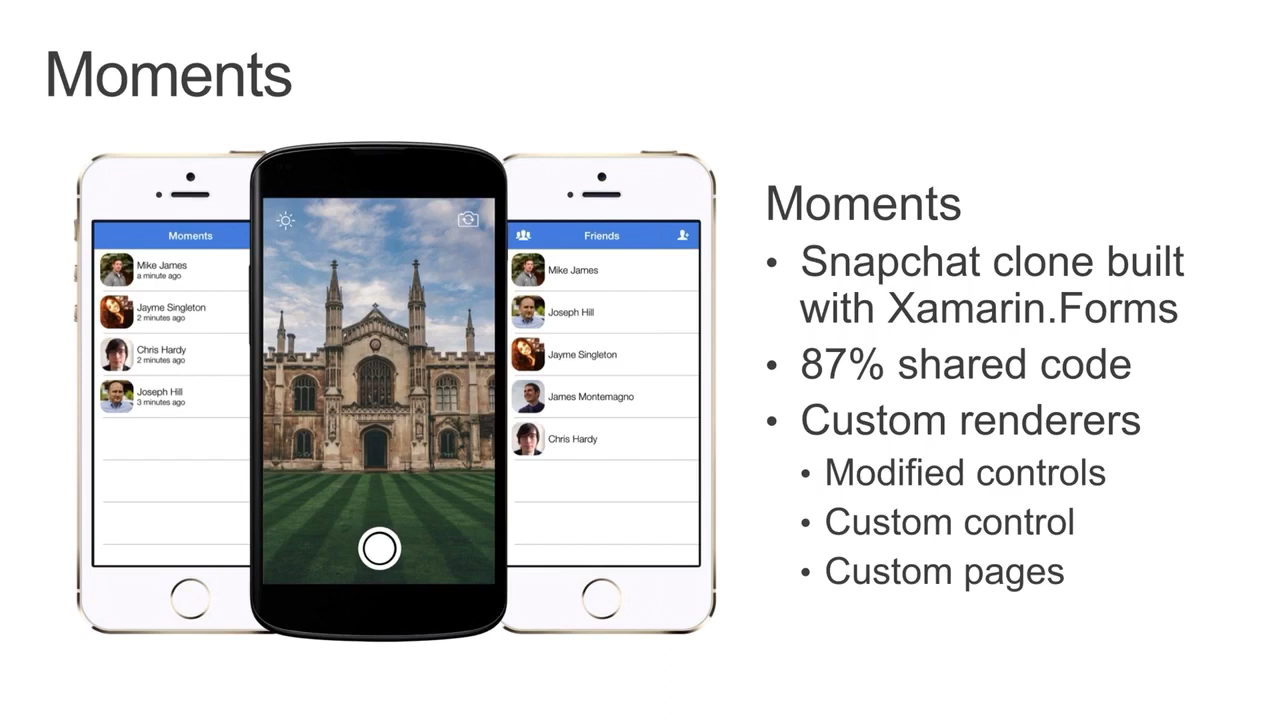 Moments
Moments
Mike James
a minute ago
Jayme Singleton
2 minutes ago
Chris Hardy
2 minutes ago
Joseph Hill
3 minutes ago
Friends
Mike James
Joseph Hill
Jayme Singleton
James Montemagno
Chris Hardy
Moments
• Snapchat clone built
with Xamarin.Forms
• 87% shared code
• Custom renderers
• Modified controls
• Custom control
• Custom pages